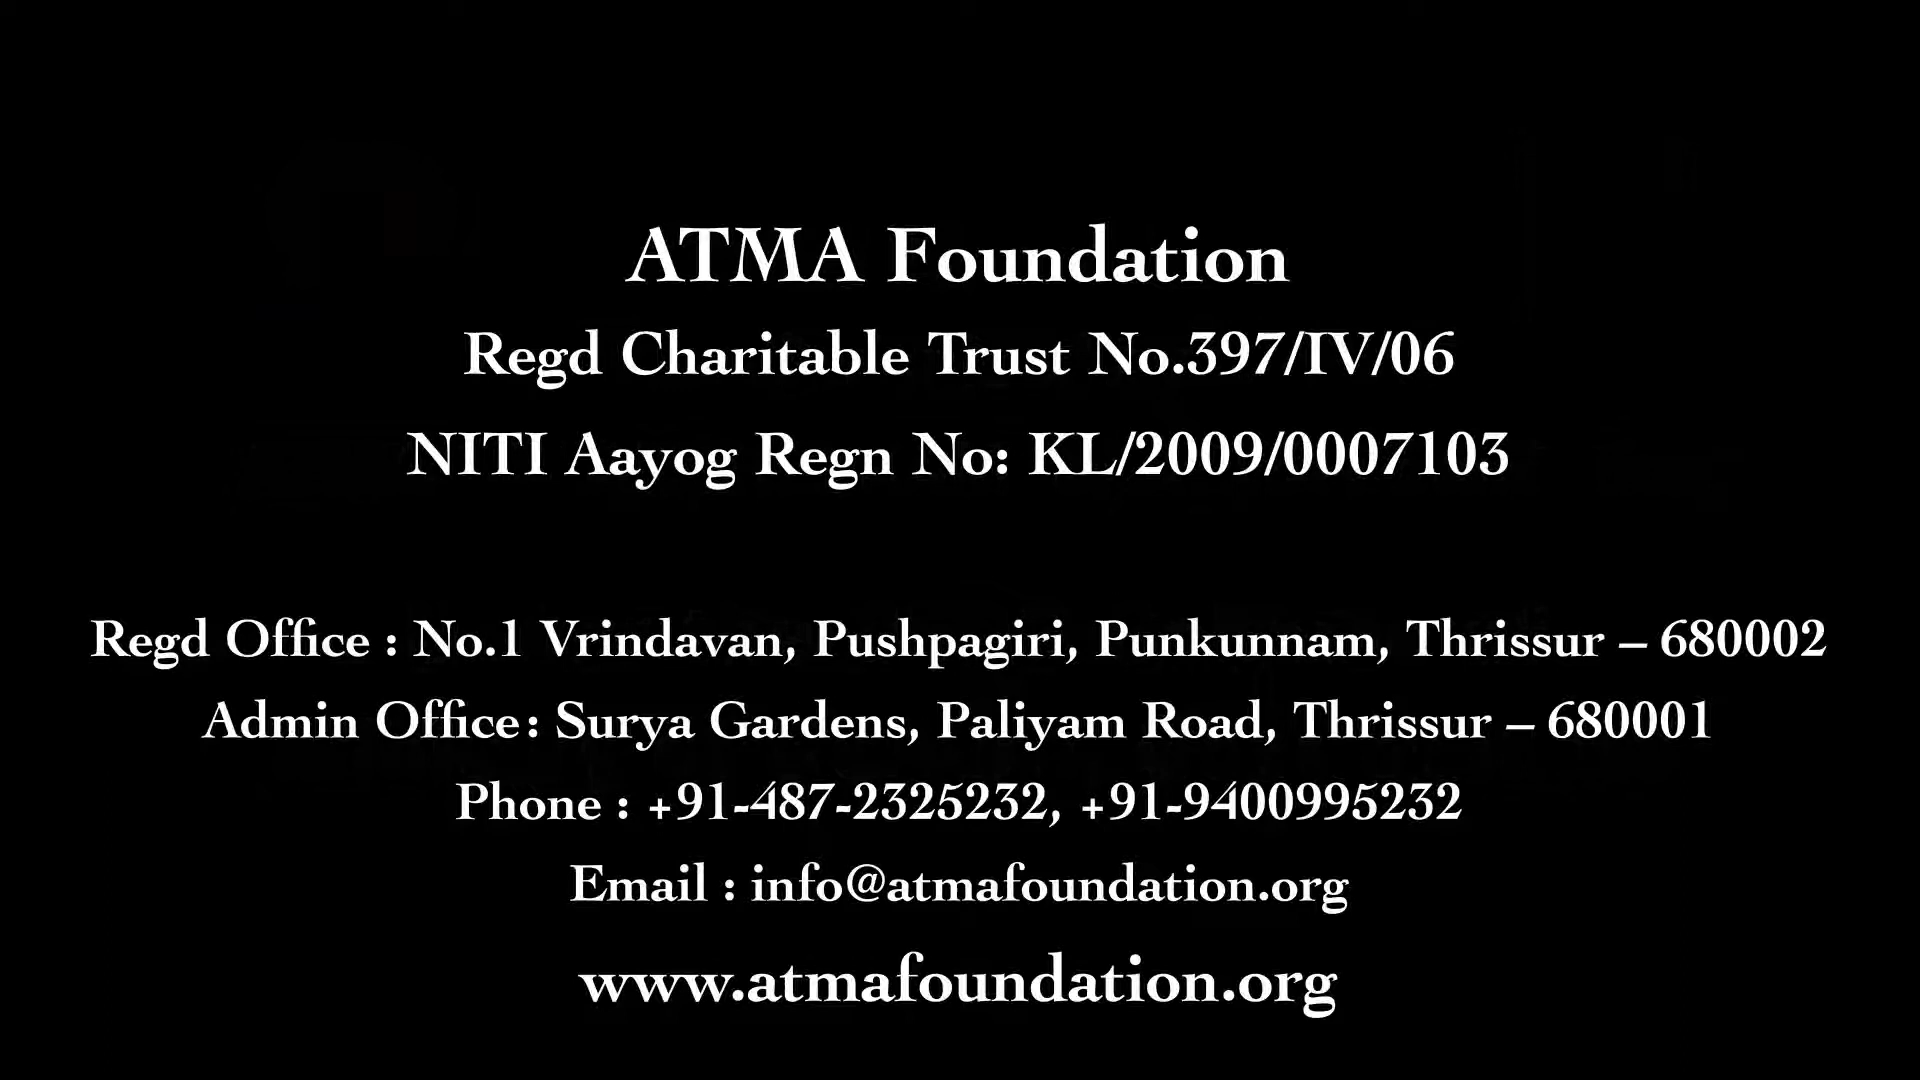 ATMA Foundation
Regd Charitable Trust No.397/IV/06
NITI Aayog Regn No: KL/2009/0007103
Regd Office : No.1 Vrindavan, Pushpagiri, Punkunnam, Thrissur – 680002
Admin Office: Surya Gardens, Paliyam Road, Thrissur – 680001
Phone : +91-487-2325232, +91-9400995232
Email : info@atmafoundation.org
www.atmafoundation.org